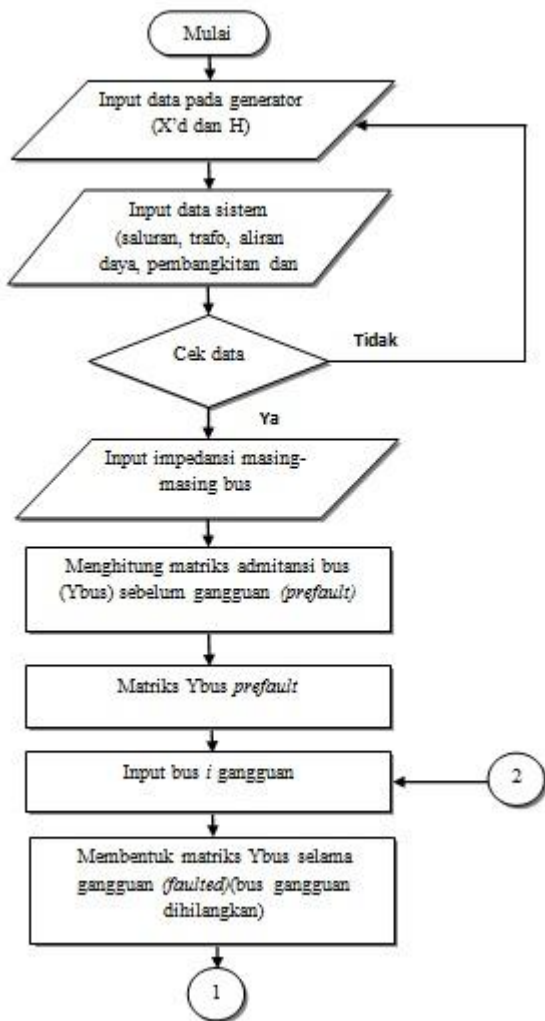 Mulai
Input data pada generator
(X'd dan H)
Input data sistem
(saluran, trafo, aliran
daya, pembangkitan dan
Cek data
Tidak
Ya
Input impedansi masing-
masing bus
Menghitung matriks admitansi bus
(Ybus) sebelum gangguan (prefault)
Matriks Ybus prefault
Input bus i gangguan
2
Membentuk matriks Ybus selama
gangguan (faulted)(bus gangguan
dihilangkan)
1